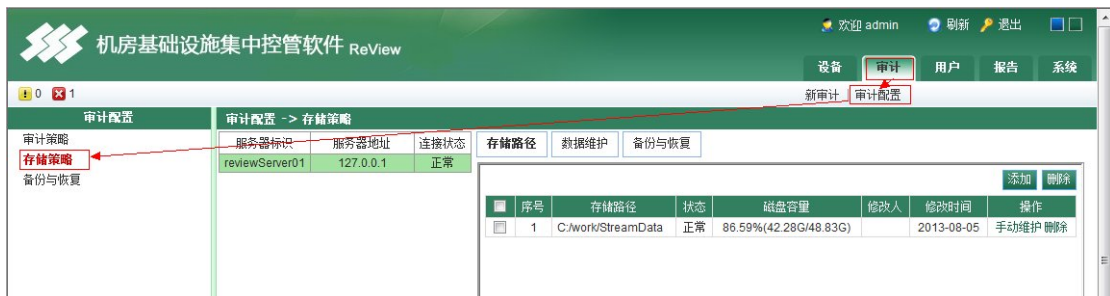 欢迎 admin 刷新 退出
机房基础设施集中控管软件 ReView
设备 审计 用户 报告 系统
0 1 新审计 | 审计配置
审计配置 审计配置 -> 存储策略
审计策略 服务器标识 服务器地址 连接状态 存储路径 数据维护 备份与恢复
存储策略 reviewServer01 127.0.0.1 正常
备份与恢复 添加 删除
序号 存储路径 状态 磁盘容量 修改人 修改时间 操作
1 C:/work/StreamData 正常 86.59%(42.28G/48.83G) 2013-08-05 手动维护 删除